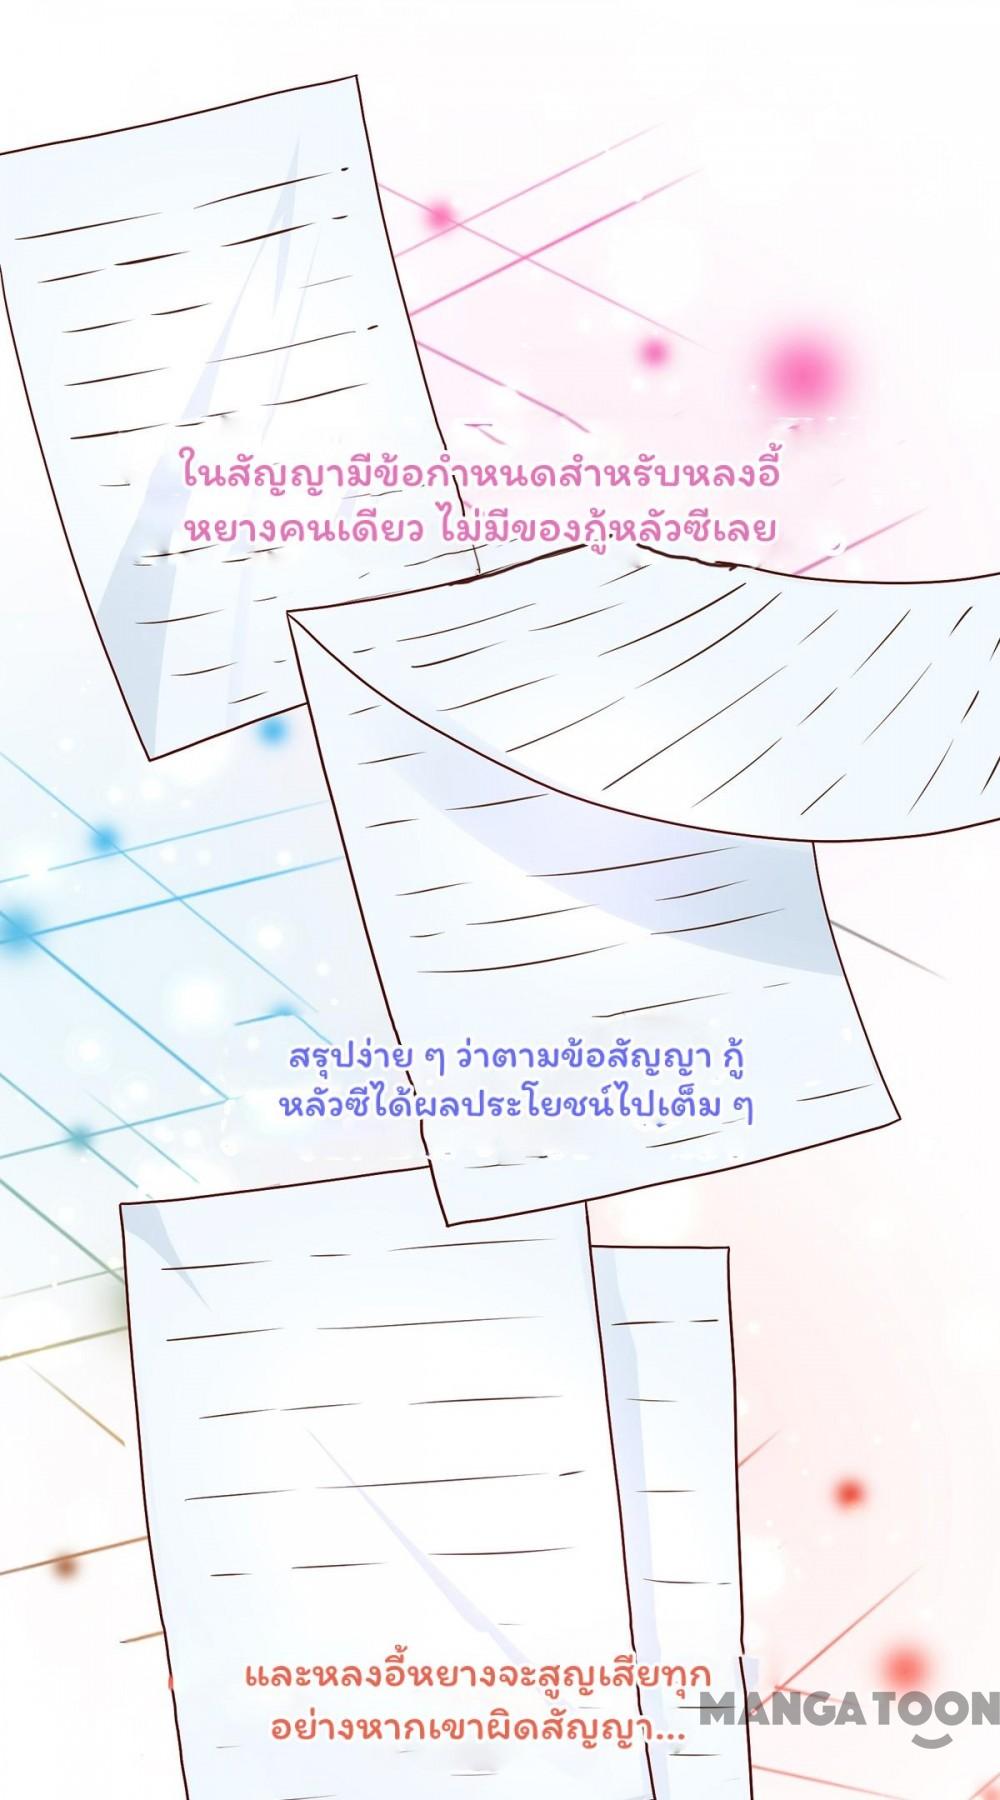 ในสัญญามีข้อกำหนดสำหรับหลงอี้
หยางคนเดียว ไม่มีของกู้หลัวซีเลย
สรุปง่าย ๆ ว่าตามข้อสัญญา กู้
หลัวซีได้ผลประโยชน์ไปเต็ม ๆ
และหลงอี้หยางจะสูญเสียทุก
อย่างหากเขาผิดสัญญา...
MANGATOON